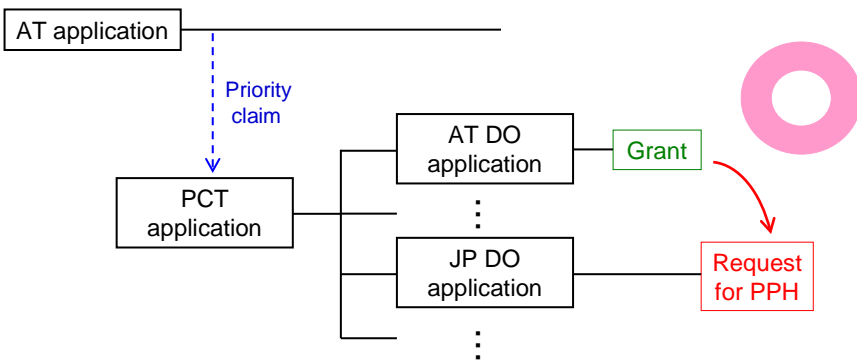 AT application
Priority
claim
AT DO
application
Grant
PCT
application
⋮
JP DO
application
Request
for PPH
⋮